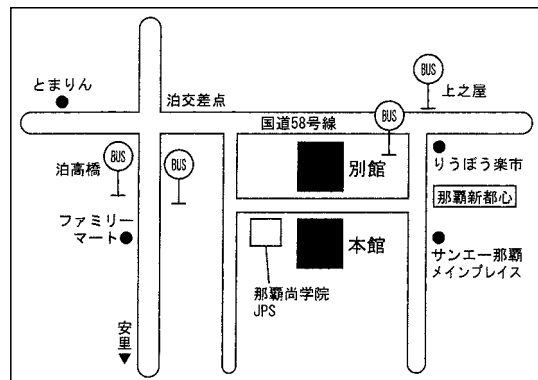 とまりん
泊交差点
BUS
上之屋
国道58号線
BUS
泊高橋
BUS
BUS
別館
りうぼう楽市
那覇新都心
ファミリー
マート
本館
サンエー那覇
メインプレイス
那覇尚学院
JPS
安里